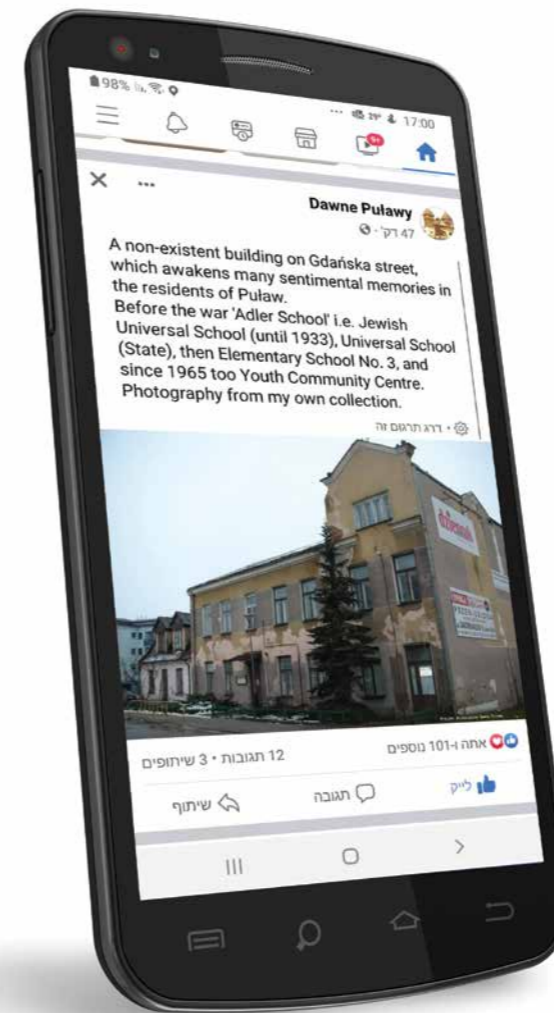 98%
29° 17:00
9+
Dawne Puławy
47 דק'
A non-existent building on Gdańska street,
which awakens many sentimental memories in
the residents of Puław.
Before the war 'Adler School' i.e. Jewish
Universal School (until 1933), Universal School
(State), then Elementary School No. 3, and
since 1965 too Youth Community Centre.
Photography from my own collection.
דרג תרגום זה
dziennik
אתה ו-101 נוספים
12 תגובות • 3 שיתופים
לייק
תגובה
שיתוף